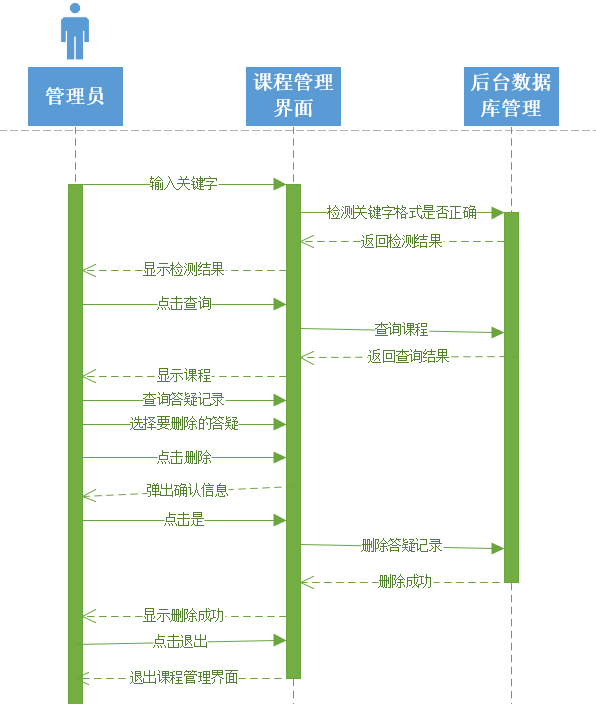 管理员
课程管理
界面
后台数据
库管理
输入关键字
检测关键字格式是否正确
返回检测结果
显示检测结果
点击查询
查询课程
返回查询结果
显示课程
查询答疑记录
选择要删除的答疑
点击删除
弹出确认信息
点击是
删除答疑记录
删除成功
显示删除成功
点击退出
退出课程管理界面